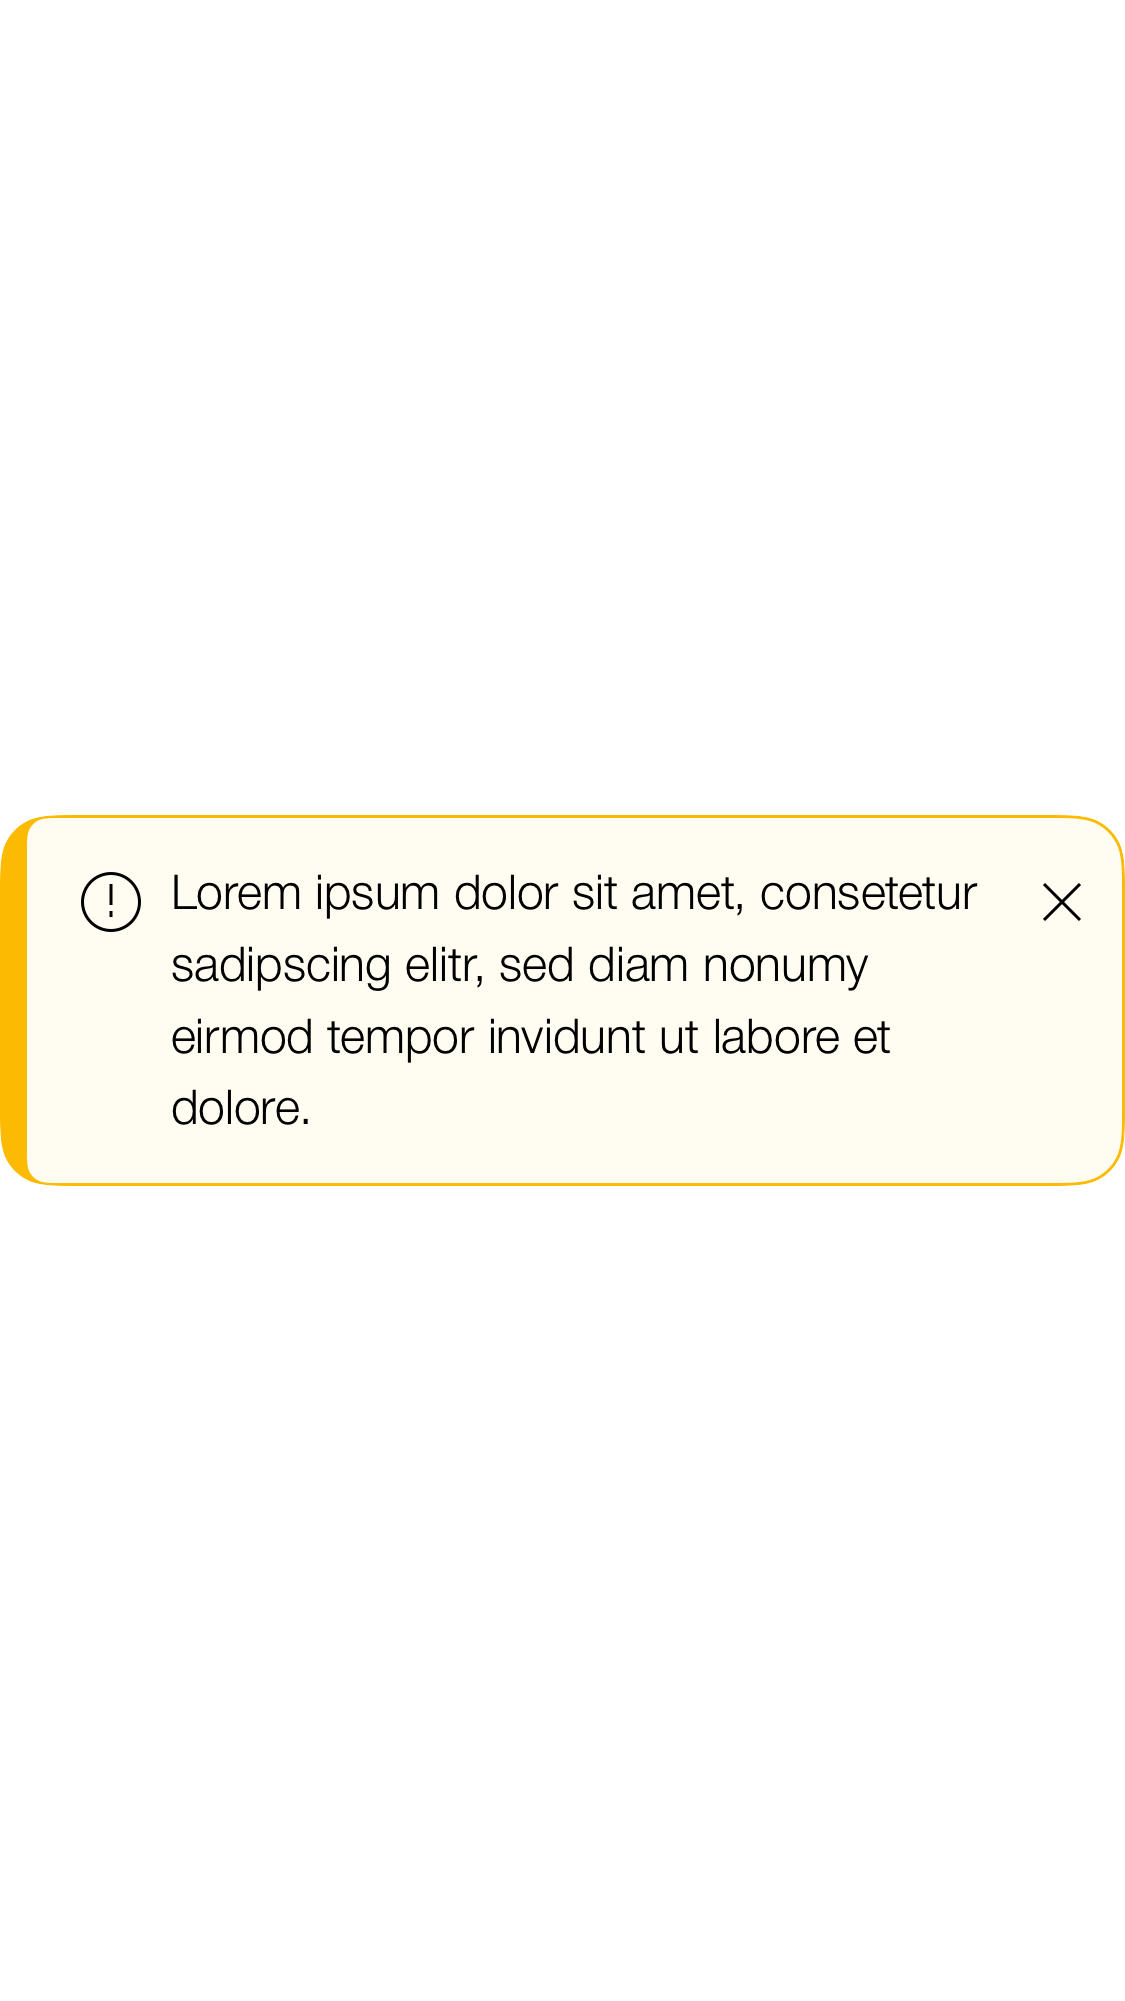 Lorem ipsum dolor sit amet, consetetur
sadipscing elitr, sed diam nonumy
eirmod tempor invidunt ut labore et
dolore.